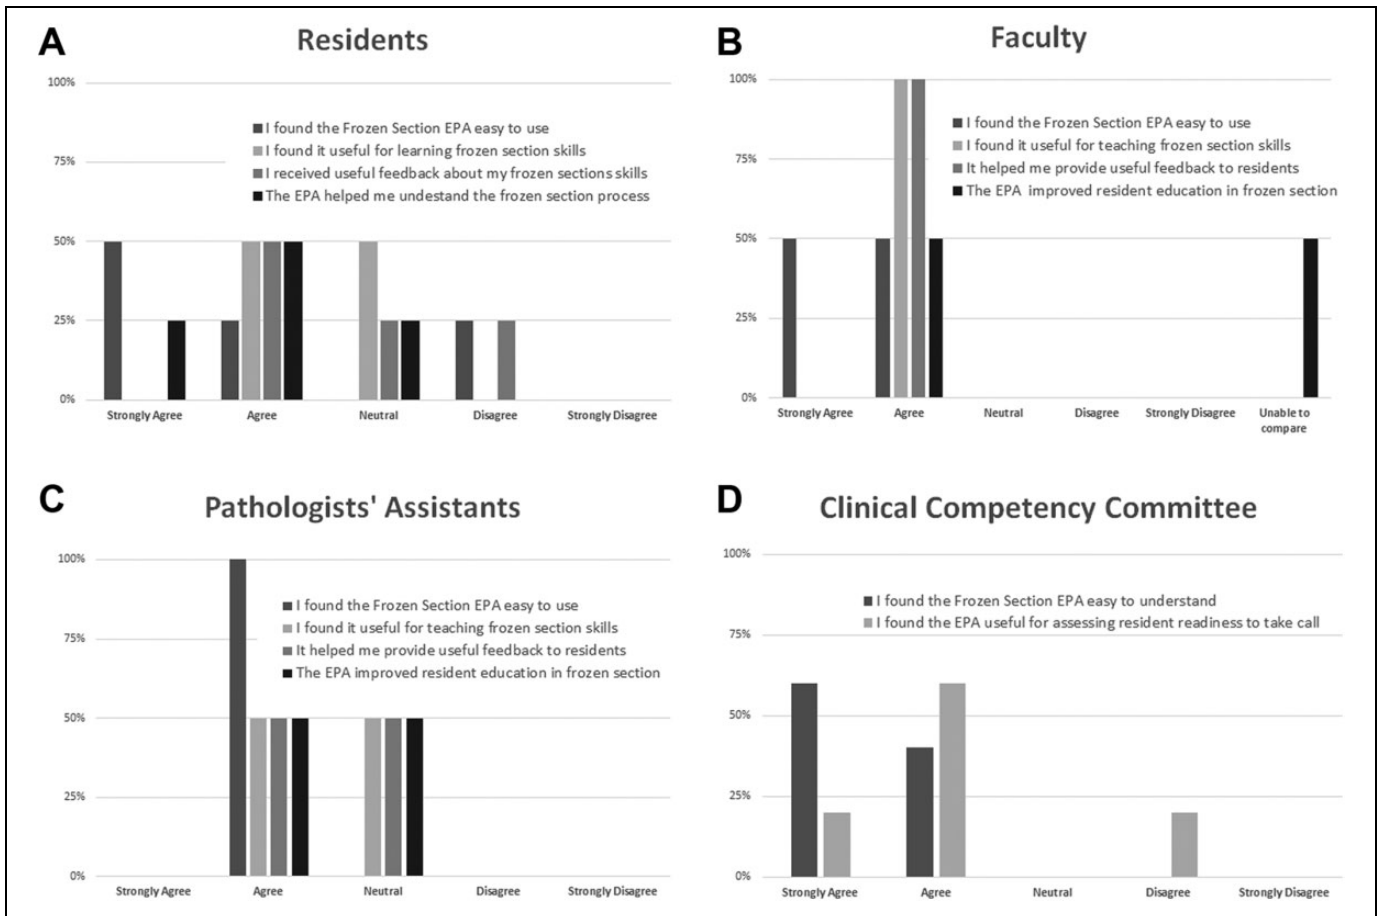 A
Residents
100%
75%
50%
25%
0%
I found the Frozen Section EPA easy to use
I found it useful for learning frozen section skills
I received useful feedback about my frozen sections skills
The EPA helped me undestand the frozen section process
Strongly Agree
Agree
Neutral
Disagree
Strongly Disagree
B
Faculty
100%
75%
50%
25%
0%
I found the Frozen Section EPA easy to use
I found it useful for teaching frozen section skills
It helped me provide useful feedback to residents
The EPA improved resident education in frozen section
Strongly Agree
Agree
Neutral
Disagree
Strongly Disagree
Unable to
compare
C
Pathologists' Assistants
100%
75%
50%
25%
0%
I found the Frozen Section EPA easy to use
I found it useful for teaching frozen section skills
It helped me provide useful feedback to residents
The EPA improved resident education in frozen section
Strongly Agree
Agree
Neutral
Disagree
Strongly Disagree
D
Clinical Competency Committee
100%
75%
50%
25%
0%
I found the Frozen Section EPA easy to understand
I found the EPA useful for assessing resident readiness to take call
Strongly Agree
Agree
Neutral
Disagree
Strongly Disagree